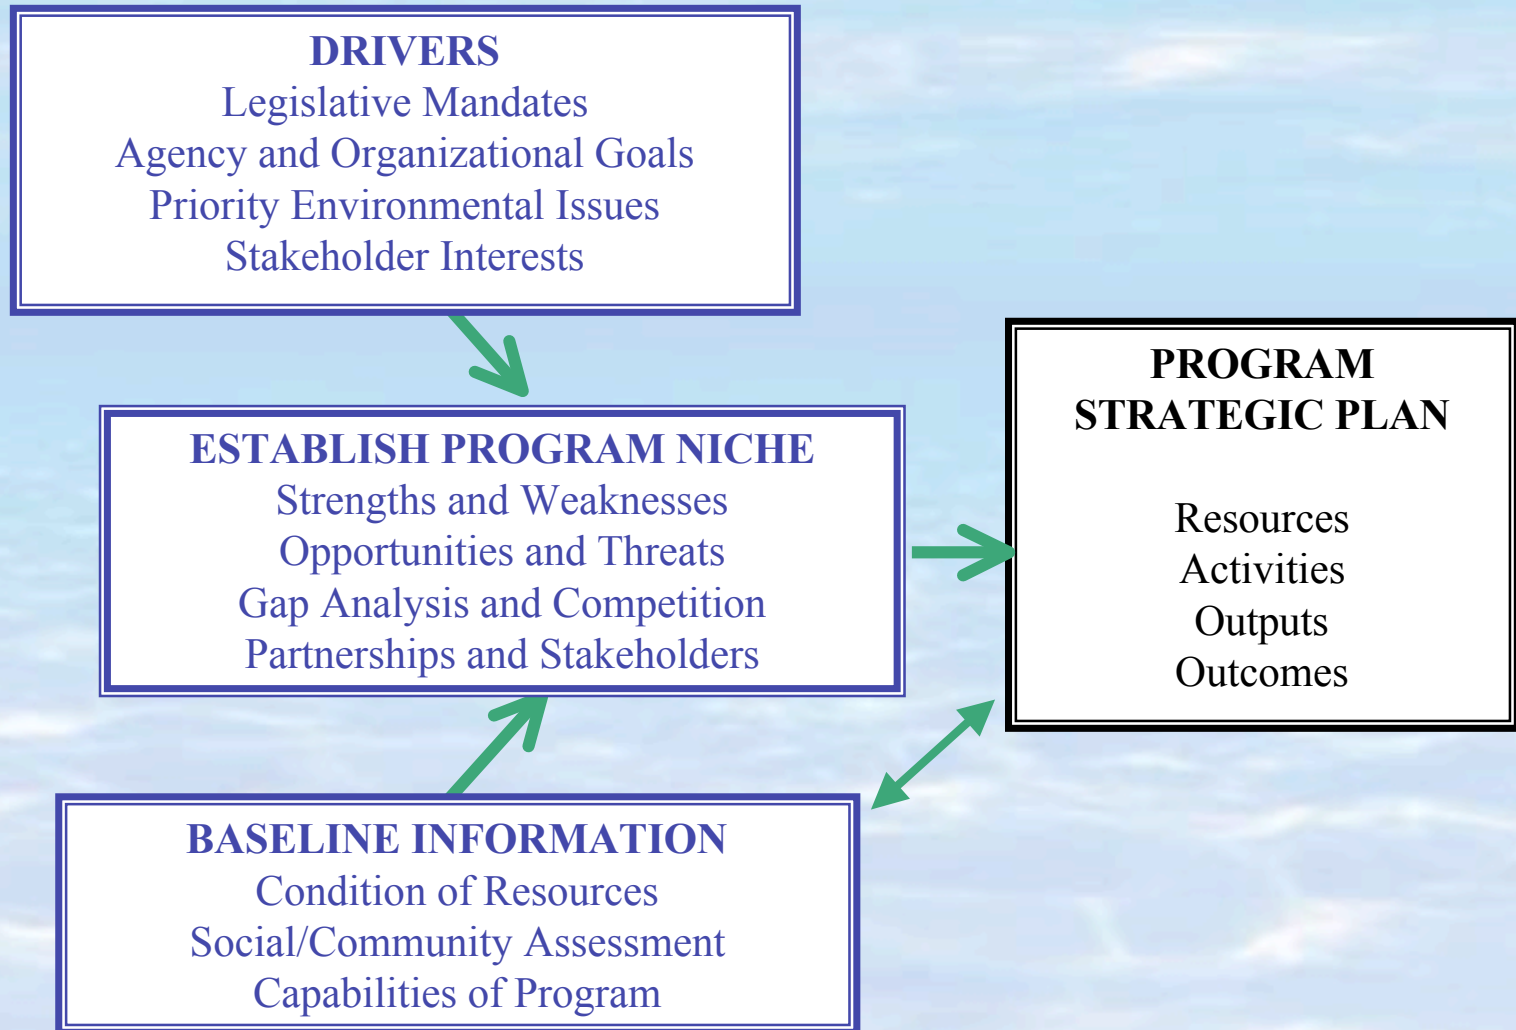 DRIVERS
Legislative Mandates
Agency and Organizational Goals
Priority Environmental Issues
Stakeholder Interests
ESTABLISH PROGRAM NICHE
Strengths and Weaknesses
Opportunities and Threats
Gap Analysis and Competition
Partnerships and Stakeholders
BASELINE INFORMATION
Condition of Resources
Social/Community Assessment
Capabilities of Program
PROGRAM
STRATEGIC PLAN
Resources
Activities
Outputs
Outcomes